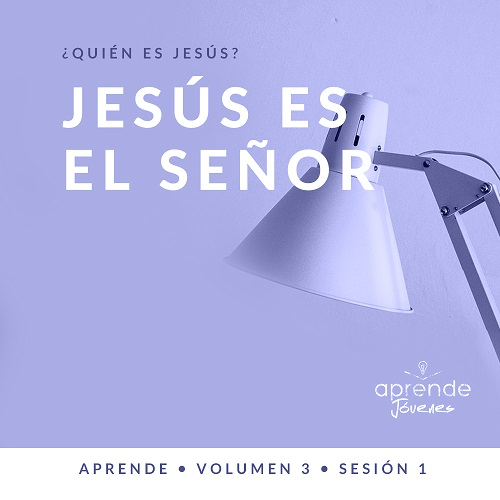 ¿QUIÉN ES JESÚS?
JESÚS ES
EL SEÑOR
aprende
Jóvenes
APRENDE • VOLUMEN 3 • SESIÓN 1